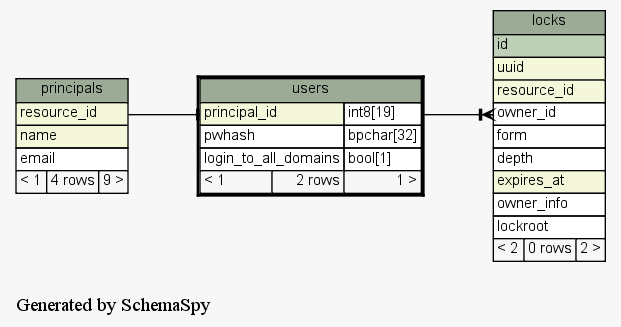 principals
resource_id
name
email
< 1 4 rows 9 >
users
principal_id int8[19]
pwhash bpchar[32]
login_to_all_domains bool[1]
< 1 2 rows 1 >
locks
id
uuid
resource_id
owner_id
form
depth
expires_at
owner_info
lockroot
< 2 0 rows 2 >
Generated by SchemaSpy